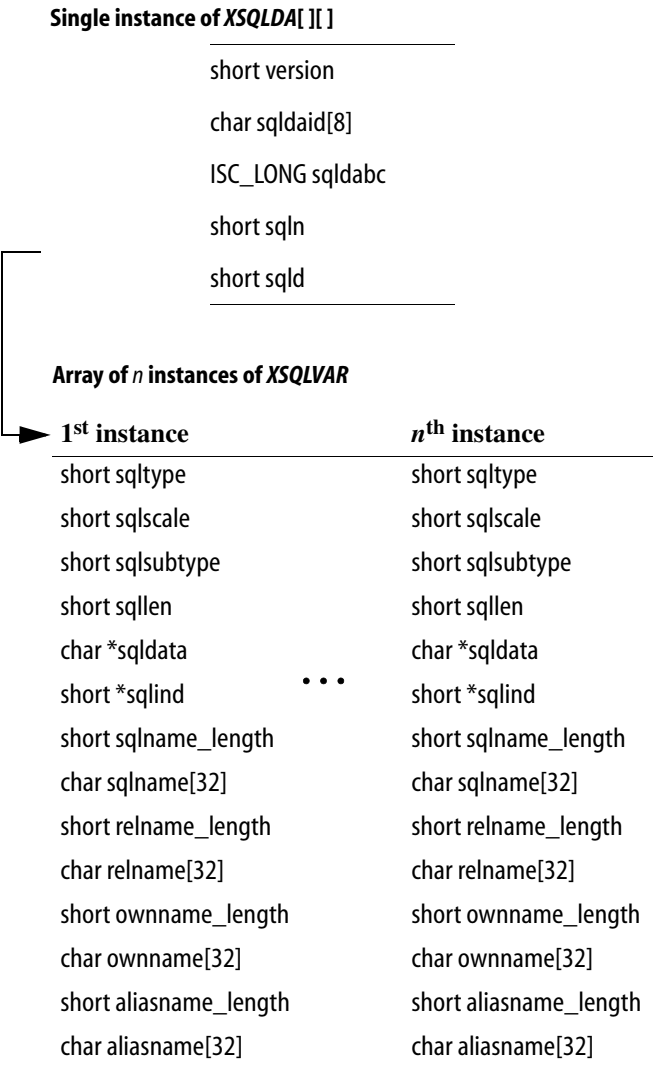 Single instance of XSQLDA[ ][ ]
short version
char sqldaid[8]
ISC_LONG sqldabc
short sqln
short sqld
Array of n instances of XSQLVAR
1st instance nth instance
short sqltype short sqltype
short sqlscale short sqlscale
short sqlsubtype short sqlsubtype
short sqllen short sqllen
char *sqldata char *sqldata
short *sqlind ... short *sqlind
short sqlname_length short sqlname_length
char sqlname[32] char sqlname[32]
short relname_length short relname_length
char relname[32] char relname[32]
short ownname_length short ownname_length
char ownname[32] char ownname[32]
short aliasname_length short aliasname_length
char aliasname[32] char aliasname[32]